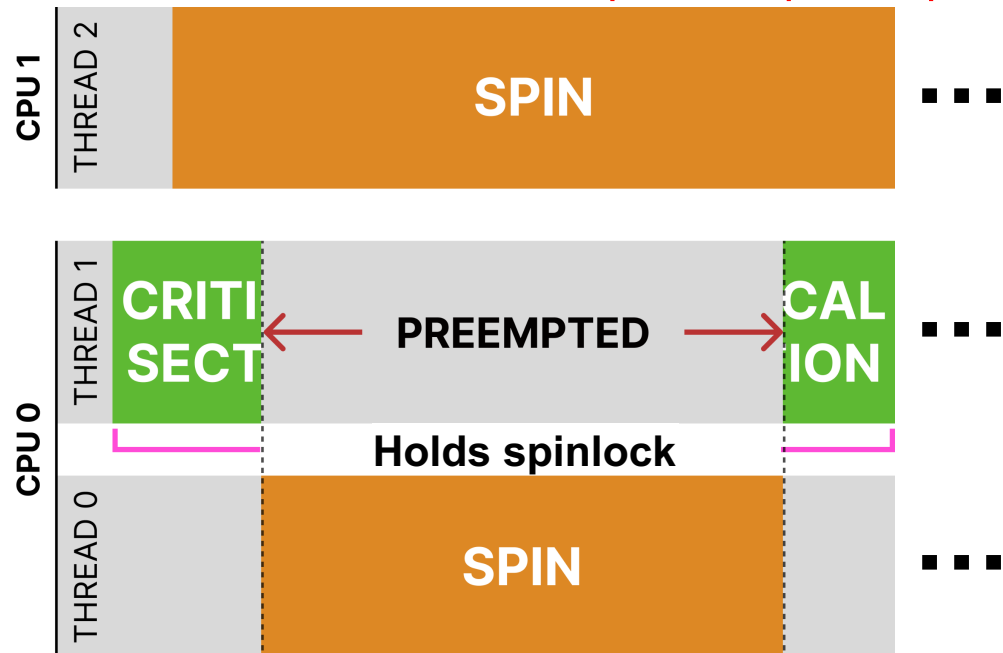 CPU 1
THREAD 2
SPIN
CPU 0
THREAD 1
CRITI
SECT
PREEMPTED
CAL
ION
Holds spinlock
THREAD 0
SPIN